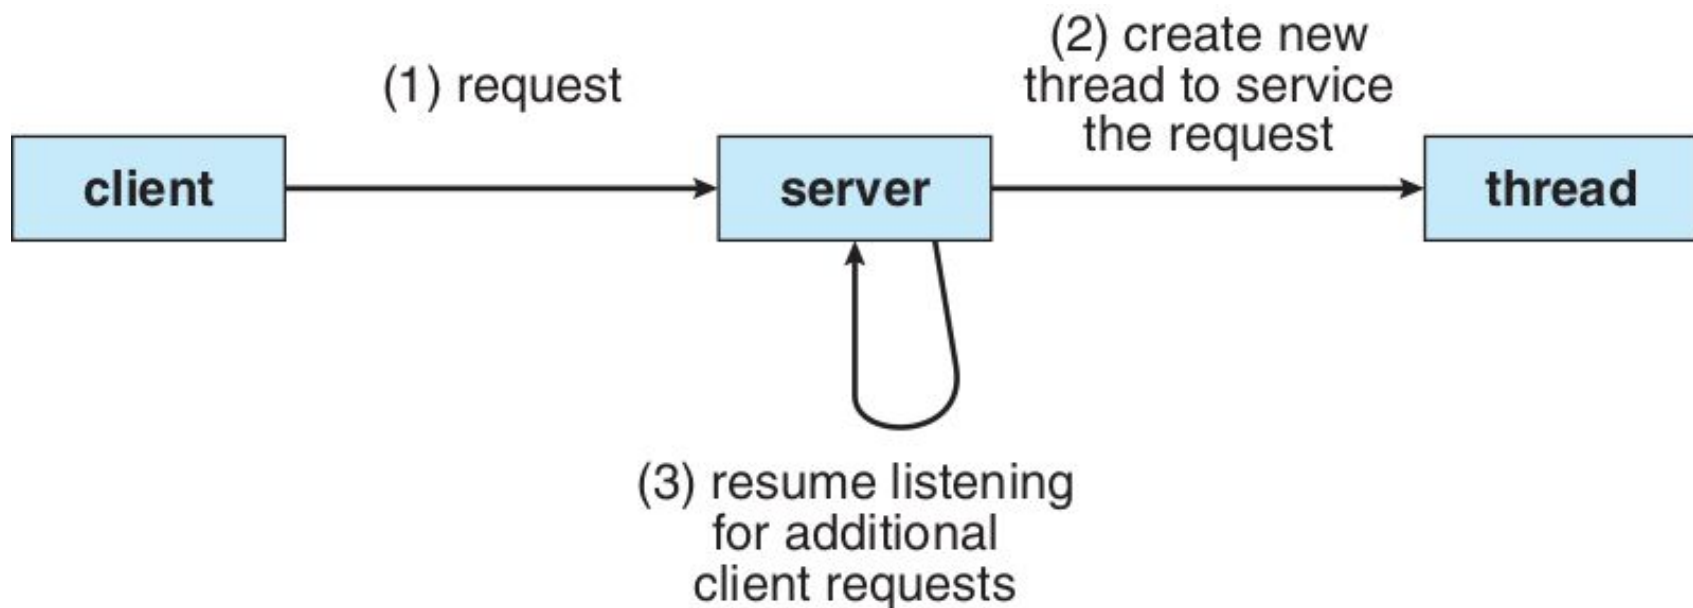 (1) request
(2) create new
thread to service
the request
client
server
thread
(3) resume listening
for additional
client requests